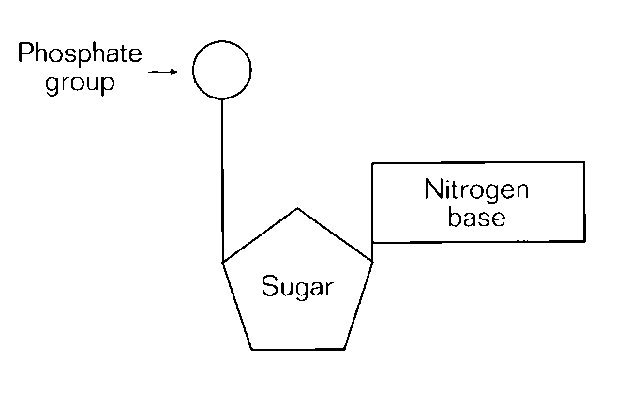 Phosphate
group
Nitrogen
base
Sugar